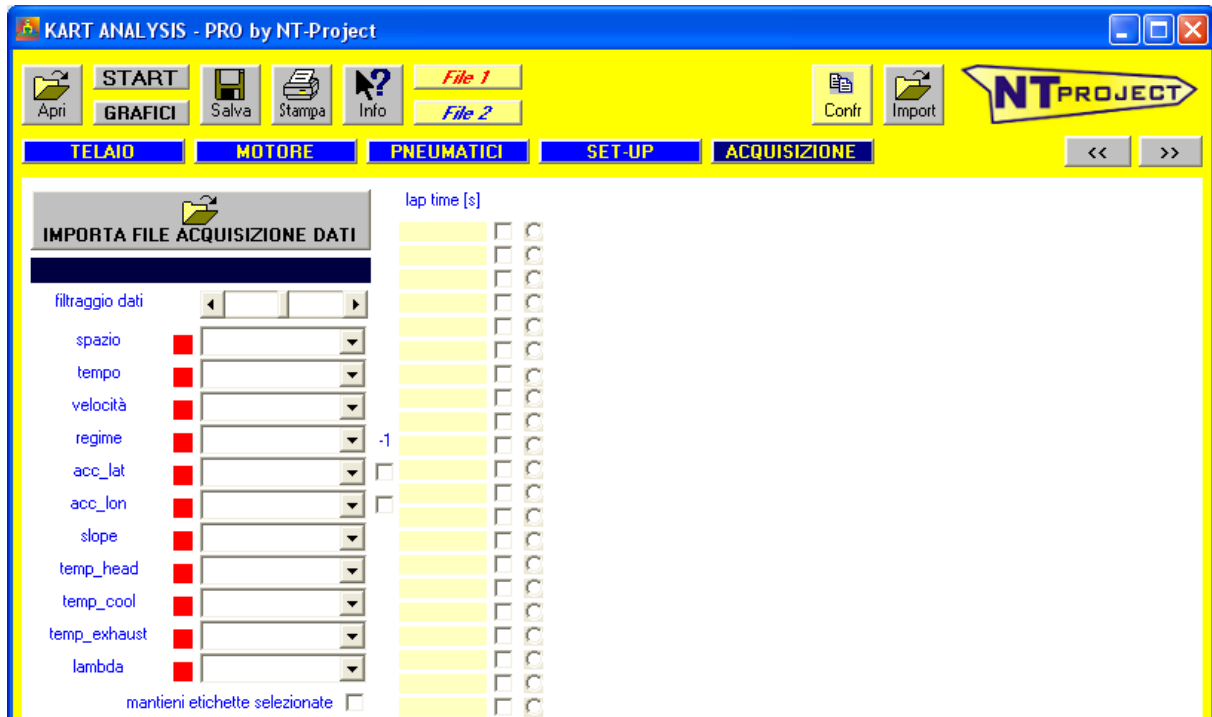 KART ANALYSIS - PRO by NT-Project
Apri
START
GRAFICI
Salva
Stampa
Info
File 1
File 2
Confr
Import
NT PROJECT
TELAIO
MOTORE
PNEUMATICI
SET-UP
ACQUISIZIONE
<<
>>
IMPORTA FILE ACQUISIZIONE DATI
lap time [s]
filtraggio dati
spazio
tempo
velocità
regime
-1
acc_lat
acc_lon
slope
temp_head
temp_cool
temp_exhaust
lambda
mantieni etichette selezionate